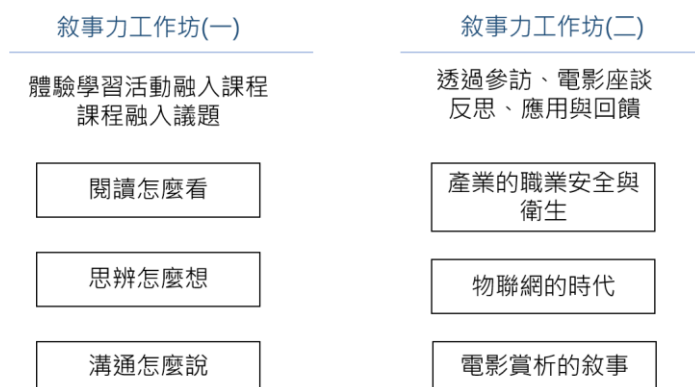 敘事力工作坊(一)
體驗學習活動融入課程
課程融入議題
閱讀怎麼看
思辨怎麼想
溝通怎麼說
敘事力工作坊(二)
透過參訪、電影座談
反思、應用與回饋
產業的職業安全與
衛生
物聯網的時代
電影賞析的敘事